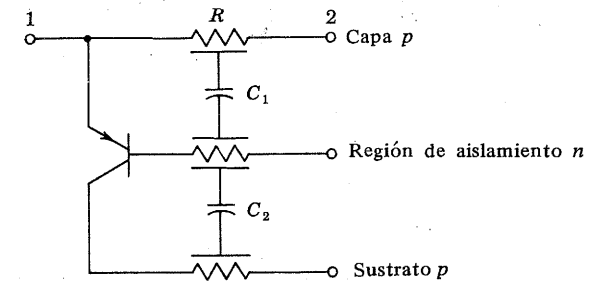 1 R 2
Capa p
C₁
Región de aislamiento n
C₂
Sustrato p